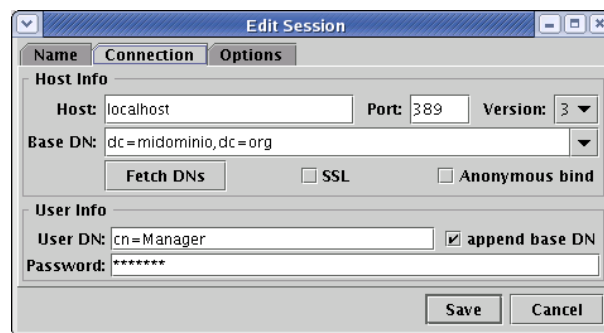 Edit Session
Name Connection Options
Host Info
Host: localhost Port: 389 Version: 3
Base DN: dc=midominio,dc=org
Fetch DNs SSL Anonymous bind
User Info
User DN: cn=Manager append base DN
Password: *******
Save Cancel